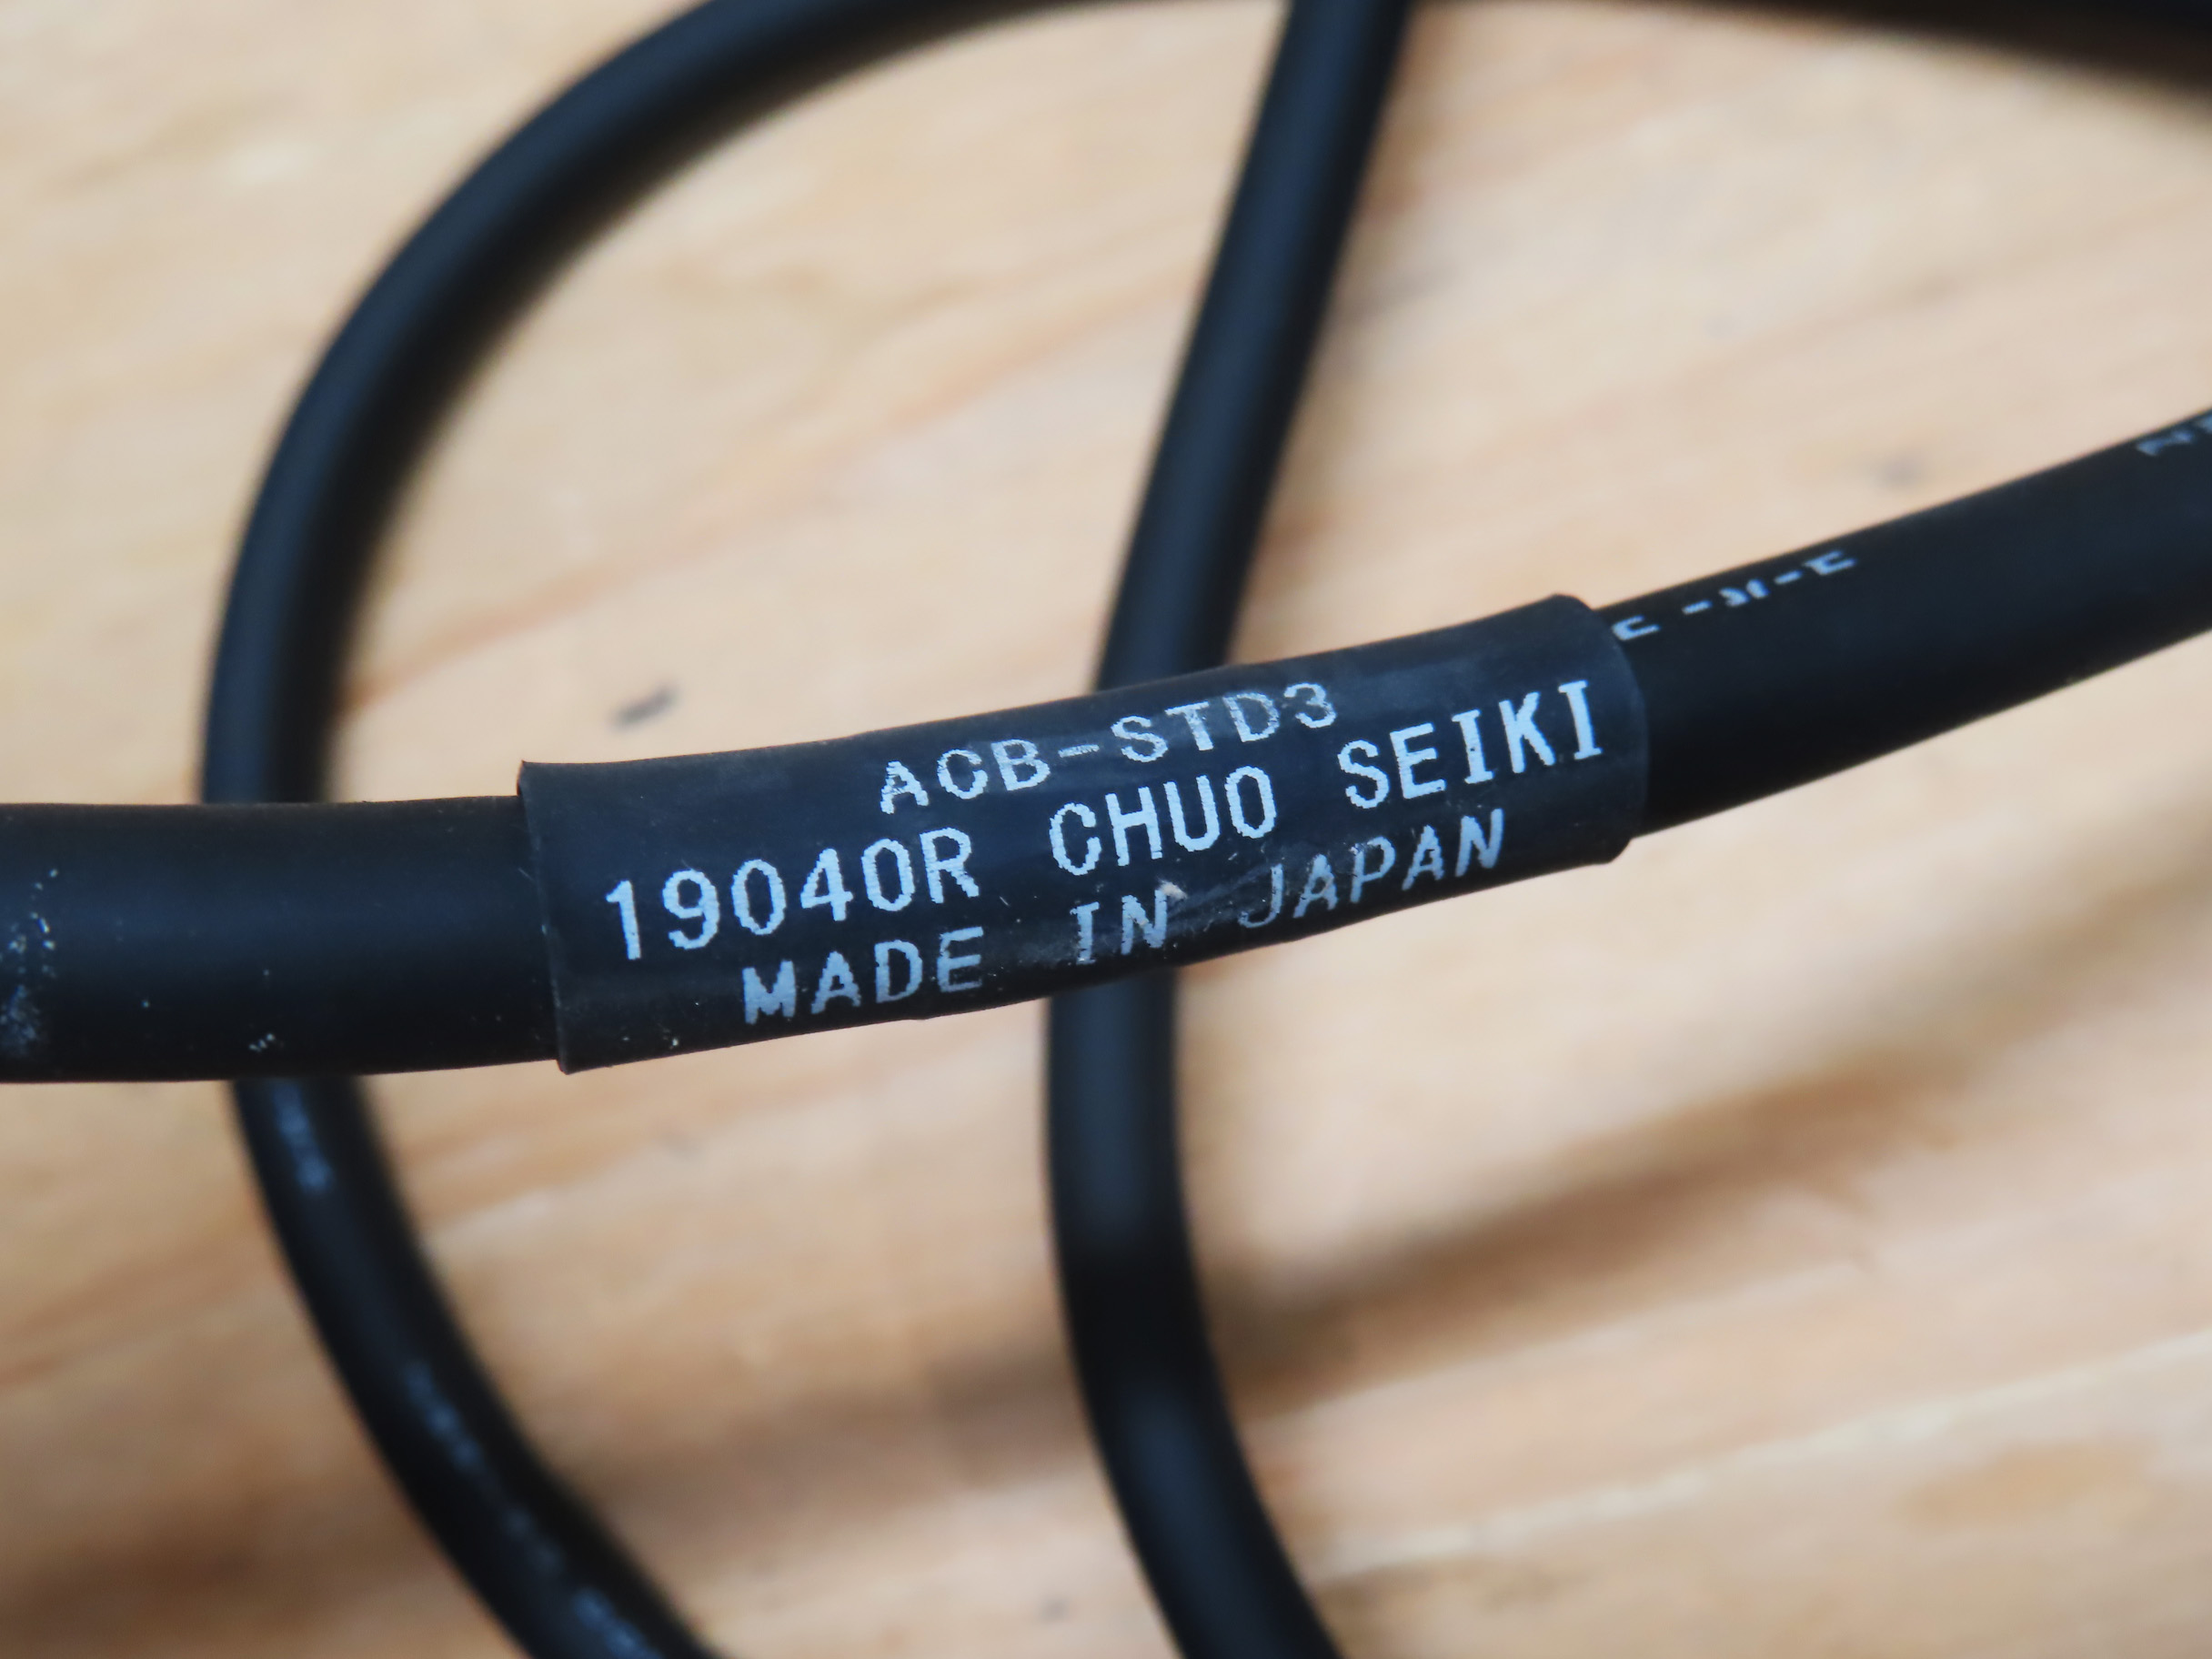 ACB-STD3
19040R CHUO SEIKI
MADE IN JAPAN